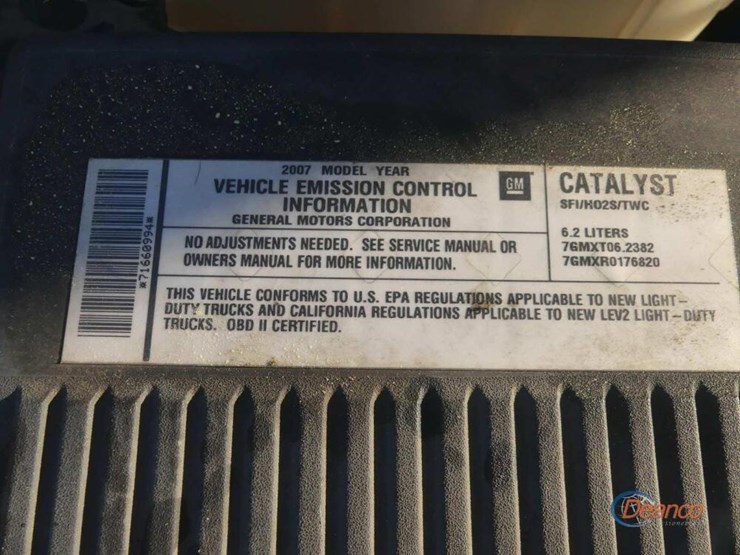 2007 MODEL YEAR
VEHICLE EMISSION CONTROL
INFORMATION
GENERAL MOTORS CORPORATION
GM
CATALYST
SFI/HO2S/TWC
6.2 LITERS
7GMXT06.2382
7GMXR0176820
NO ADJUSTMENTS NEEDED. SEE SERVICE MANUAL OR
OWNERS MANUAL FOR MORE INFORMATION.
THIS VEHICLE CONFORMS TO U.S. EPA REGULATIONS APPLICABLE TO NEW LIGHT-
DUTY TRUCKS AND CALIFORNIA REGULATIONS APPLICABLE TO NEW LEV2 LIGHT-DUTY
TRUCKS. OBD II CERTIFIED.
*71660994*
Deanco